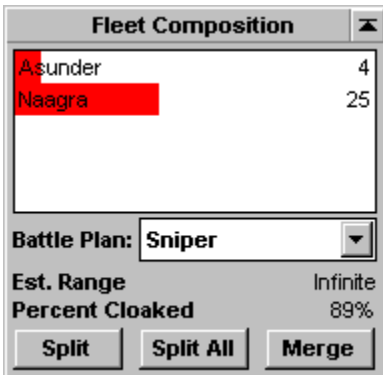 Fleet Composition
Asunder 4
Naagra 25
Battle Plan: Sniper
Est. Range Infinite
Percent Cloaked 89%
Split Split All Merge